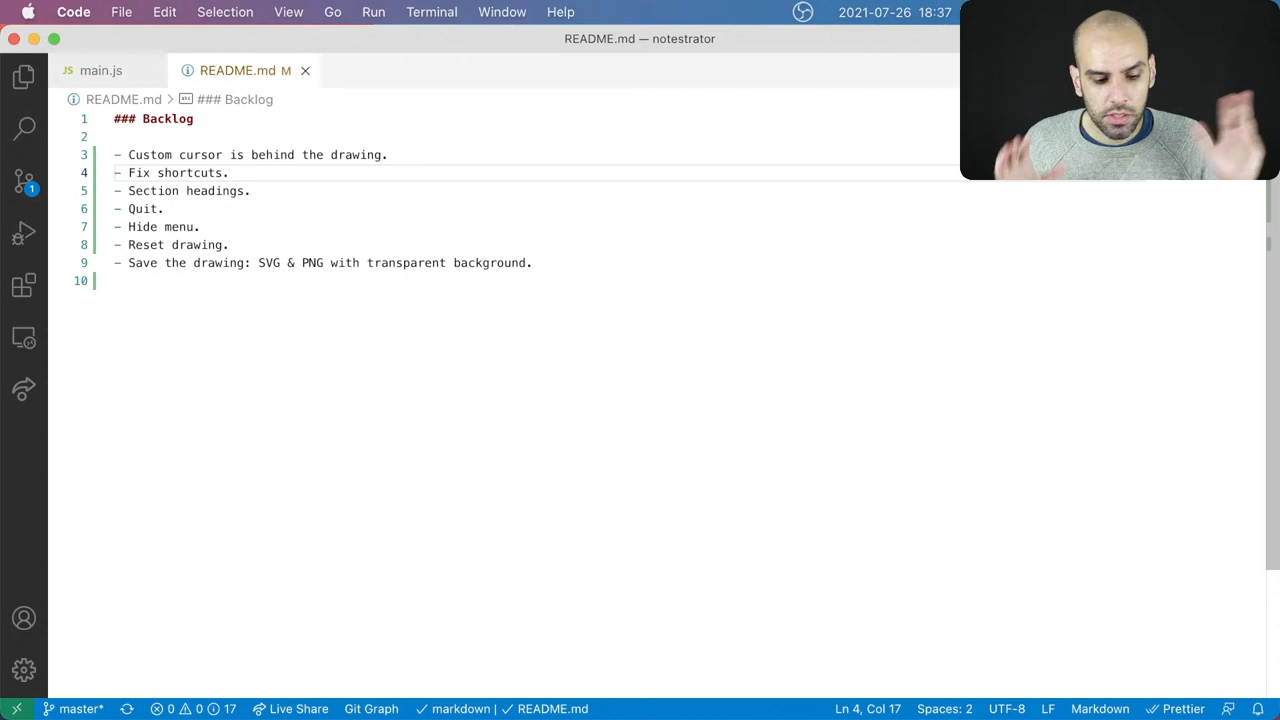 Code File Edit Selection View Go Run Terminal Window Help 2021-07-26 18:37
README.md — notestrator
JS main.js README.md M
README.md > ### Backlog
1 ### Backlog
2
3 - Custom cursor is behind the drawing.
4 - Fix shortcuts.
5 - Section headings.
6 - Quit.
7 - Hide menu.
8 - Reset drawing.
9 - Save the drawing: SVG & PNG with transparent background.
10
1
master* 0 0 17 Live Share Git Graph markdown | README.md Ln 4, Col 17 Spaces: 2 UTF-8 LF Markdown Prettier